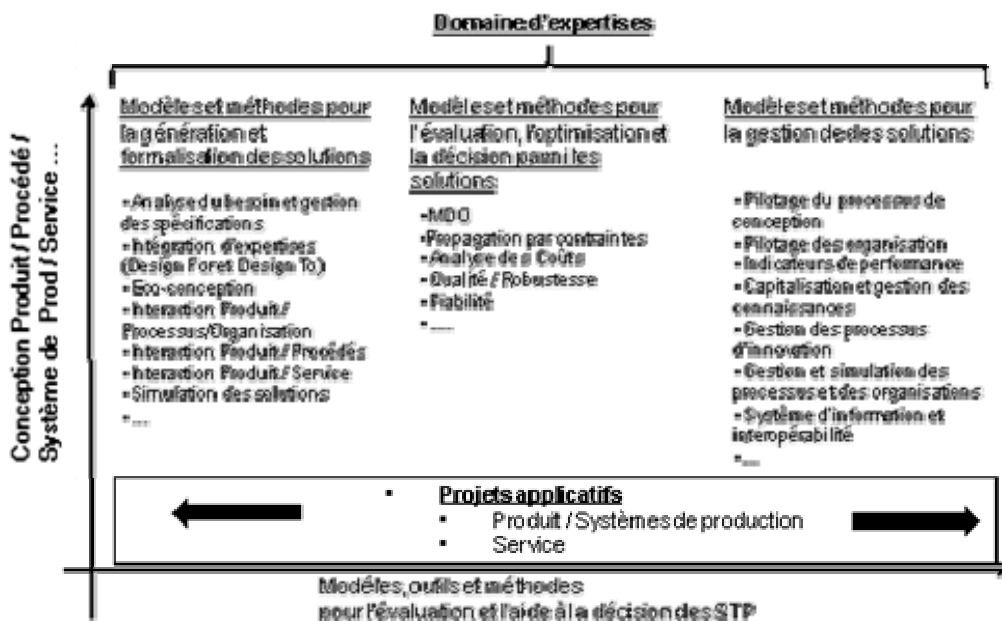 Domaine d'expertises
Conception Produit / Procédé /
Système de Prod / Service ...
Modèles et méthodes pour
la génération et
formalisation des solutions
▪Analyse du besoin et gestion
des spécifications
▪Intégration d'expertises
(Design For et Design To)
▪Eco-conception
▪Interaction Produit /
Processus/Organisation
▪Interaction Produit / Procédés
▪Interaction Produit / Service
▪Simulation des solutions
▪....
Modèles et méthodes pour
l'évaluation, l'optimisation et
la décision parmi les
solutions
▪MDO
▪Propagation par contraintes
▪Analyse des Coûts
▪Qualité / Robustesse
▪Fiabilité
▪....
Modèles et méthodes pour
la gestion de des solutions
▪Pilotage du processus de
conception
▪Pilotage des organisation
▪Indicateurs de performance
▪Capitalisation et gestion des
connaissances
▪Gestion des processus
d'innovation
▪Gestion et simulation des
processus et des organisations
▪Système d'information et
interopérabilité
▪....
▪ Projets applicatifs
▪ Produit / Systèmes de production
▪ Service
Modèles, outils et méthodes
pour l'évaluation et l'aide à la décision des STP